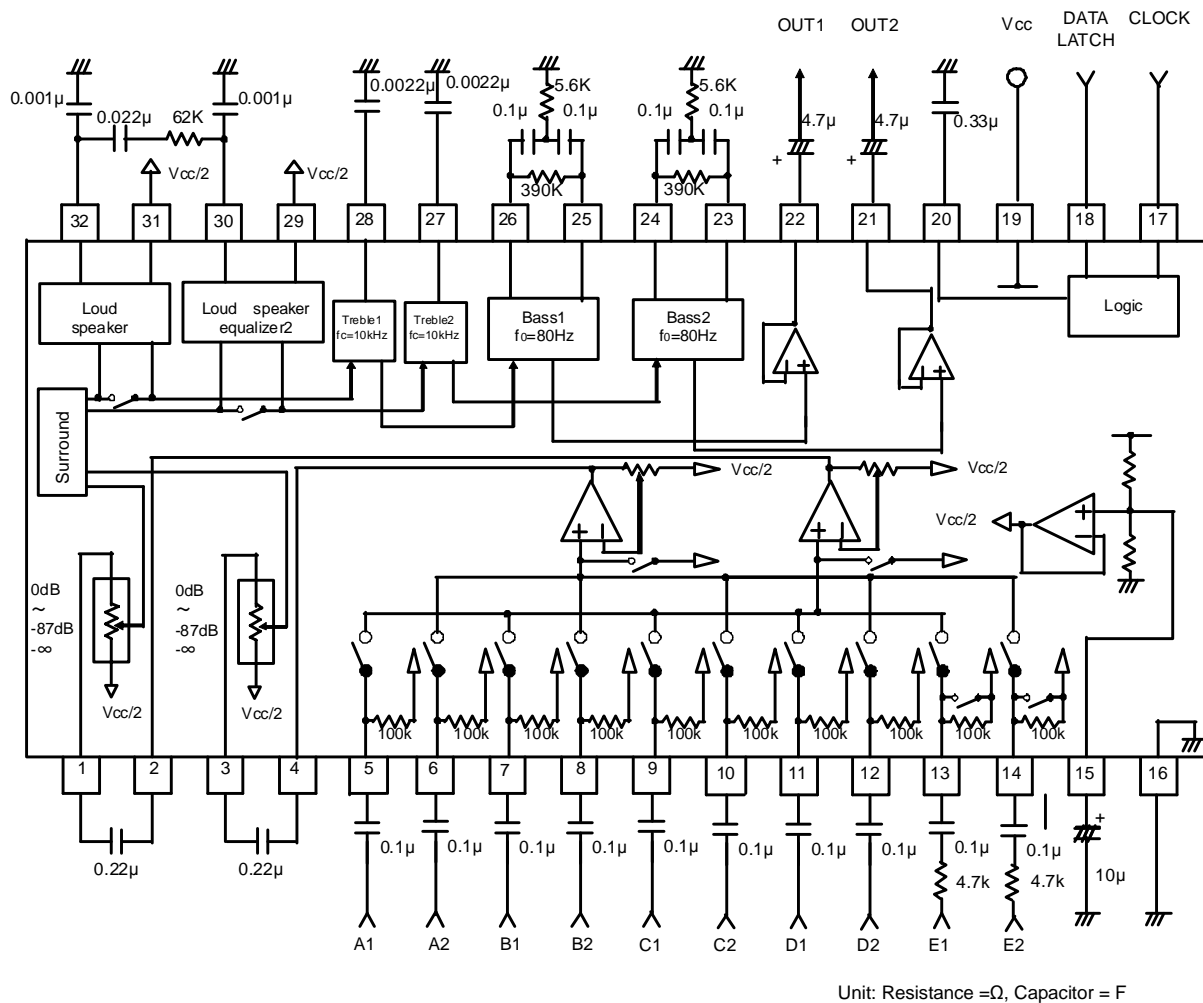 OUT1 OUT2 Vcc DATA CLOCK
LATCH
0.001μ 0.022μ 62K 0.001μ 0.0022μ 0.0022μ 5.6K 5.6K
0.1μ 0.1μ 0.1μ 0.1μ 4.7μ 4.7μ 0.33μ
+ +
Vcc/2 Vcc/2 390K 390K
32 31 30 29 28 27 26 25 24 23 22 21 20 19 18 17
Loud
speaker
Loud speaker
equalizer2
Treble1
fc=10kHz
Treble2
fc=10kHz
Bass1
f0=80Hz
Bass2
f0=80Hz
Logic
Surround
Vcc/2 Vcc/2 Vcc/2
0dB
~
-87dB
-∞
0dB
~
-87dB
-∞
Vcc/2 Vcc/2
100k 100k 100k 100k 100k 100k 100k 100k 100k 100k
1 2 3 4 5 6 7 8 9 10 11 12 13 14 15 16
0.22μ 0.22μ 0.1μ 0.1μ 0.1μ 0.1μ 0.1μ 0.1μ 0.1μ 0.1μ 0.1μ 0.1μ +
4.7k 4.7k 10μ
A1 A2 B1 B2 C1 C2 D1 D2 E1 E2
Unit: Resistance =Ω, Capacitor = F